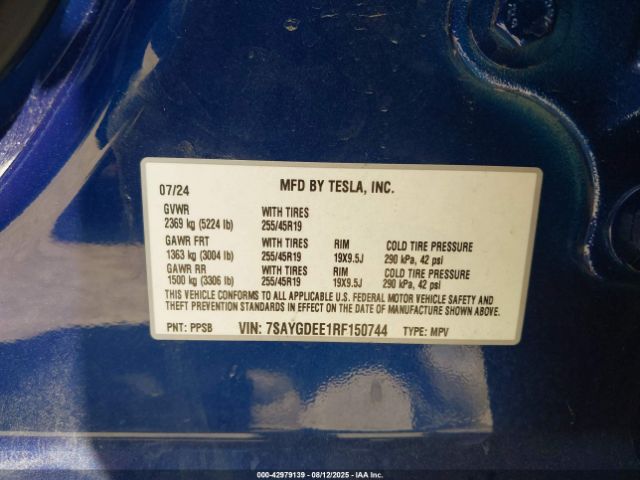 07/24 MFD BY TESLA, INC.
GVWR WITH TIRES
2369 kg (5224 lb) 255/45R19
GAWR FRT WITH TIRES RIM COLD TIRE PRESSURE
1363 kg (3004 lb) 255/45R19 19X9.5J 290 kPa, 42 psi
GAWR RR WITH TIRES RIM COLD TIRE PRESSURE
1500 kg (3306 lb) 255/45R19 19X9.5J 290 kPa, 42 psi
THIS VEHICLE CONFORMS TO ALL APPLICABLE U.S. FEDERAL MOTOR VEHICLE SAFETY AND
THEFT PREVENTION STANDARDS IN EFFECT ON THE DATE OF MANUFACTURE SHOWN ABOVE.
PNT: PPSB VIN: 7SAYGDEE1RF150744 TYPE: MPV
000-42979139 - 08/12/2025 - IAA Inc.